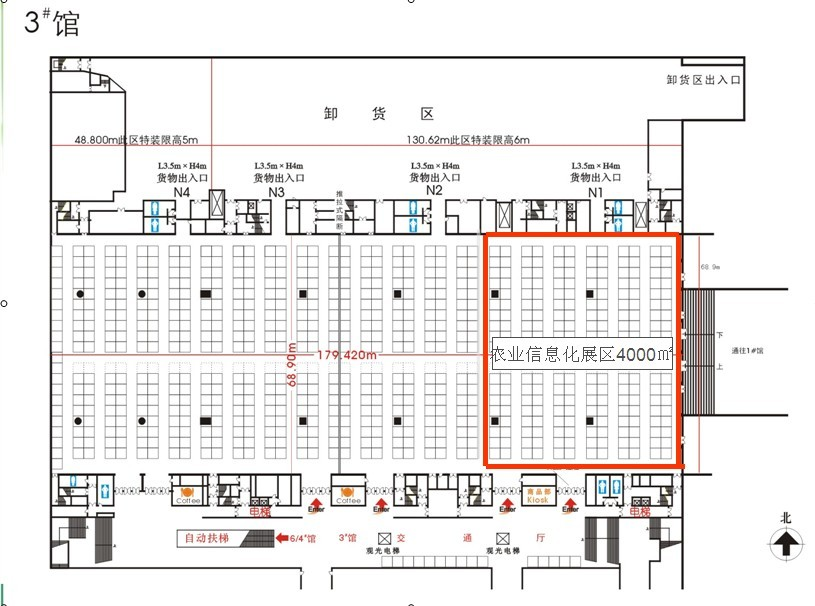 3#馆
卸货区出入口
卸 货 区
48.800m此区特装限高5m
130.62m此区特装限高6m
L3.5m×H4m
货物出入口
N4
L3.5m×H4m
货物出入口
N3
L3.5m×H4m
货物出入口
N2
L3.5m×H4m
货物出入口
N1
推拉式隔断
68.9m
农业信息化展区4000㎡
179.420m
68.90m
下
通往1#馆
上
Coffee
电梯
Enter
Coffee
Enter
Enter
商品部
Kiosk
Enter
电梯
自动扶梯
6/4#馆
3#馆
交 通 厅
观光电梯
观光电梯
北